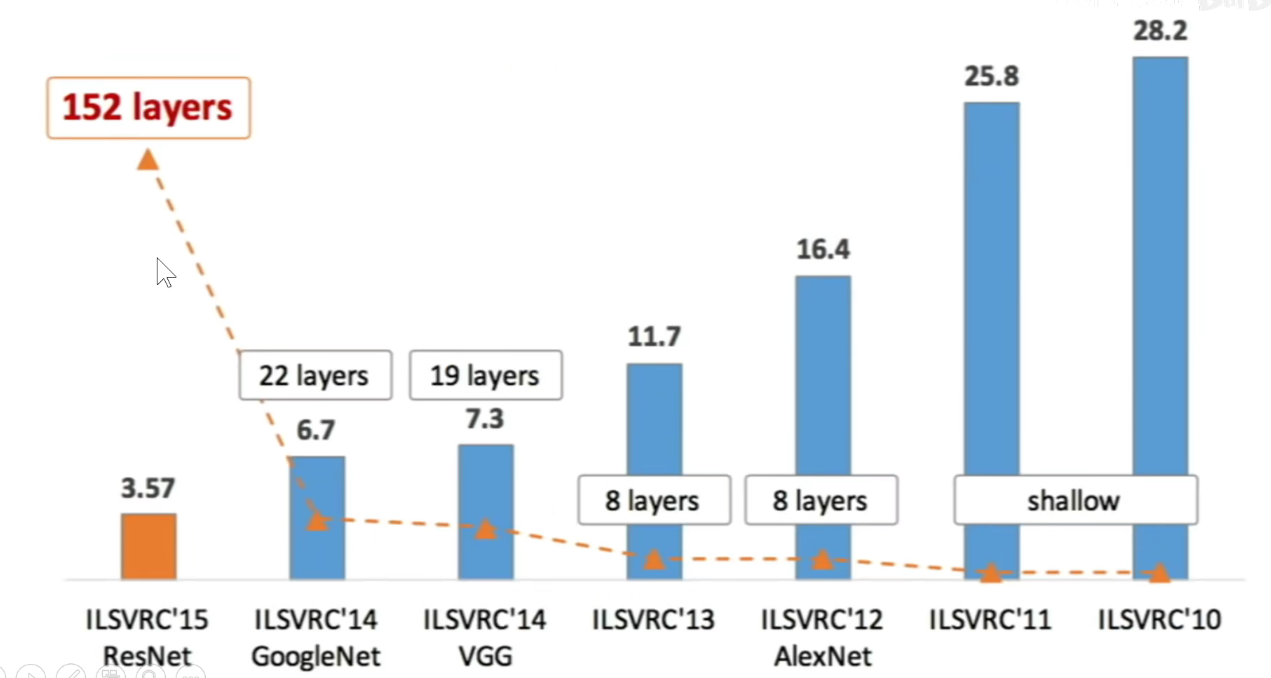 28.2
25.8
152 layers
16.4
11.7
22 layers
19 layers
6.7
7.3
3.57
8 layers
8 layers
shallow
ILSVRC'15
ResNet
ILSVRC'14
GoogleNet
ILSVRC'14
VGG
ILSVRC'13
ILSVRC'12
AlexNet
ILSVRC'11
ILSVRC'10